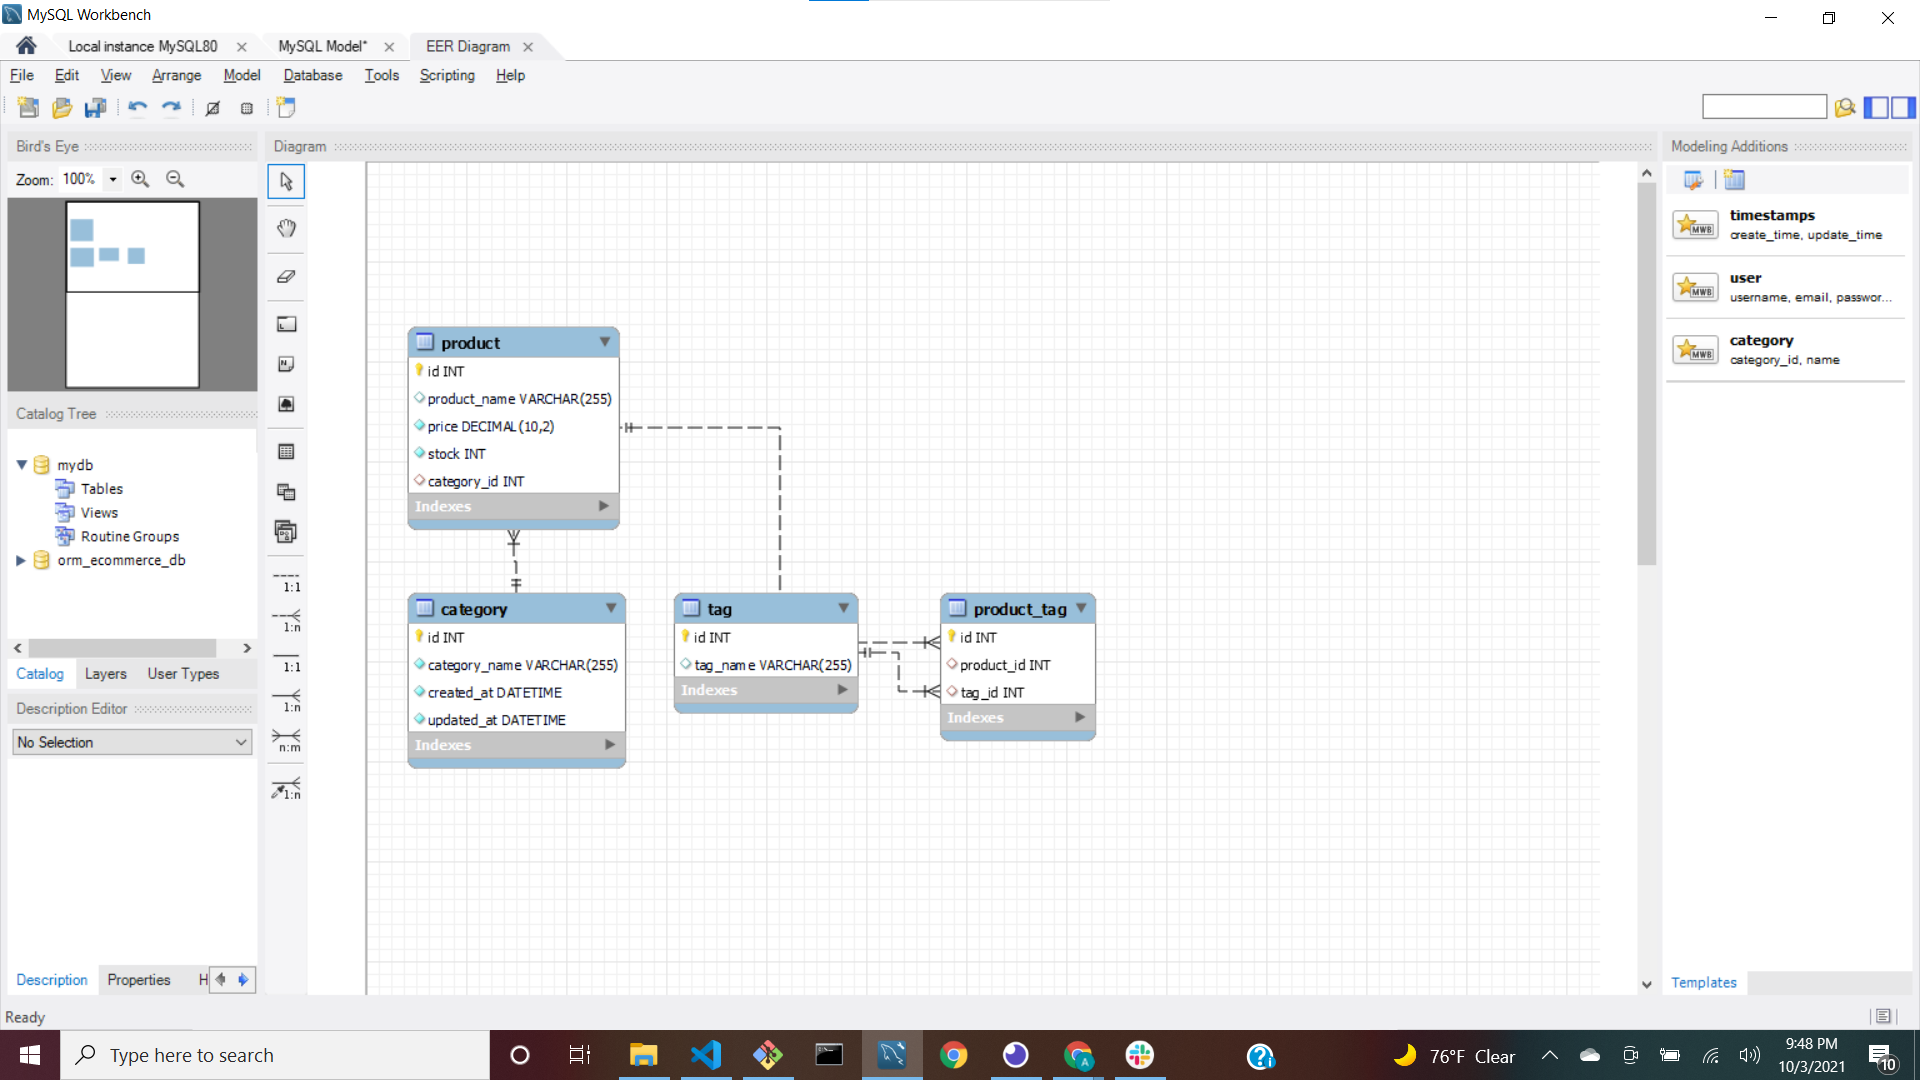 MySQL Workbench
Local instance MySQL80
MySQL Model*
EER Diagram
File Edit View Arrange Model Database Tools Scripting Help
Bird's Eye
Zoom: 100%
Catalog Tree
mydb
Tables
Views
Routine Groups
orm_ecommerce_db
Catalog Layers User Types
Description Editor
No Selection
Description Properties H
Ready
Diagram
1:1
1:n
1:1
1:n
n:m
1:n
product
id INT
product_name VARCHAR(255)
price DECIMAL(10,2)
stock INT
category_id INT
Indexes
category
id INT
category_name VARCHAR(255)
created_at DATETIME
updated_at DATETIME
Indexes
tag
id INT
tag_name VARCHAR(255)
Indexes
product_tag
id INT
product_id INT
tag_id INT
Indexes
Modeling Additions
MWB
timestamps
create_time, update_time
MWB
user
username, email, passwor...
MWB
category
category_id, name
Templates
Type here to search
A
76°F Clear
9:48 PM
10/3/2021
10